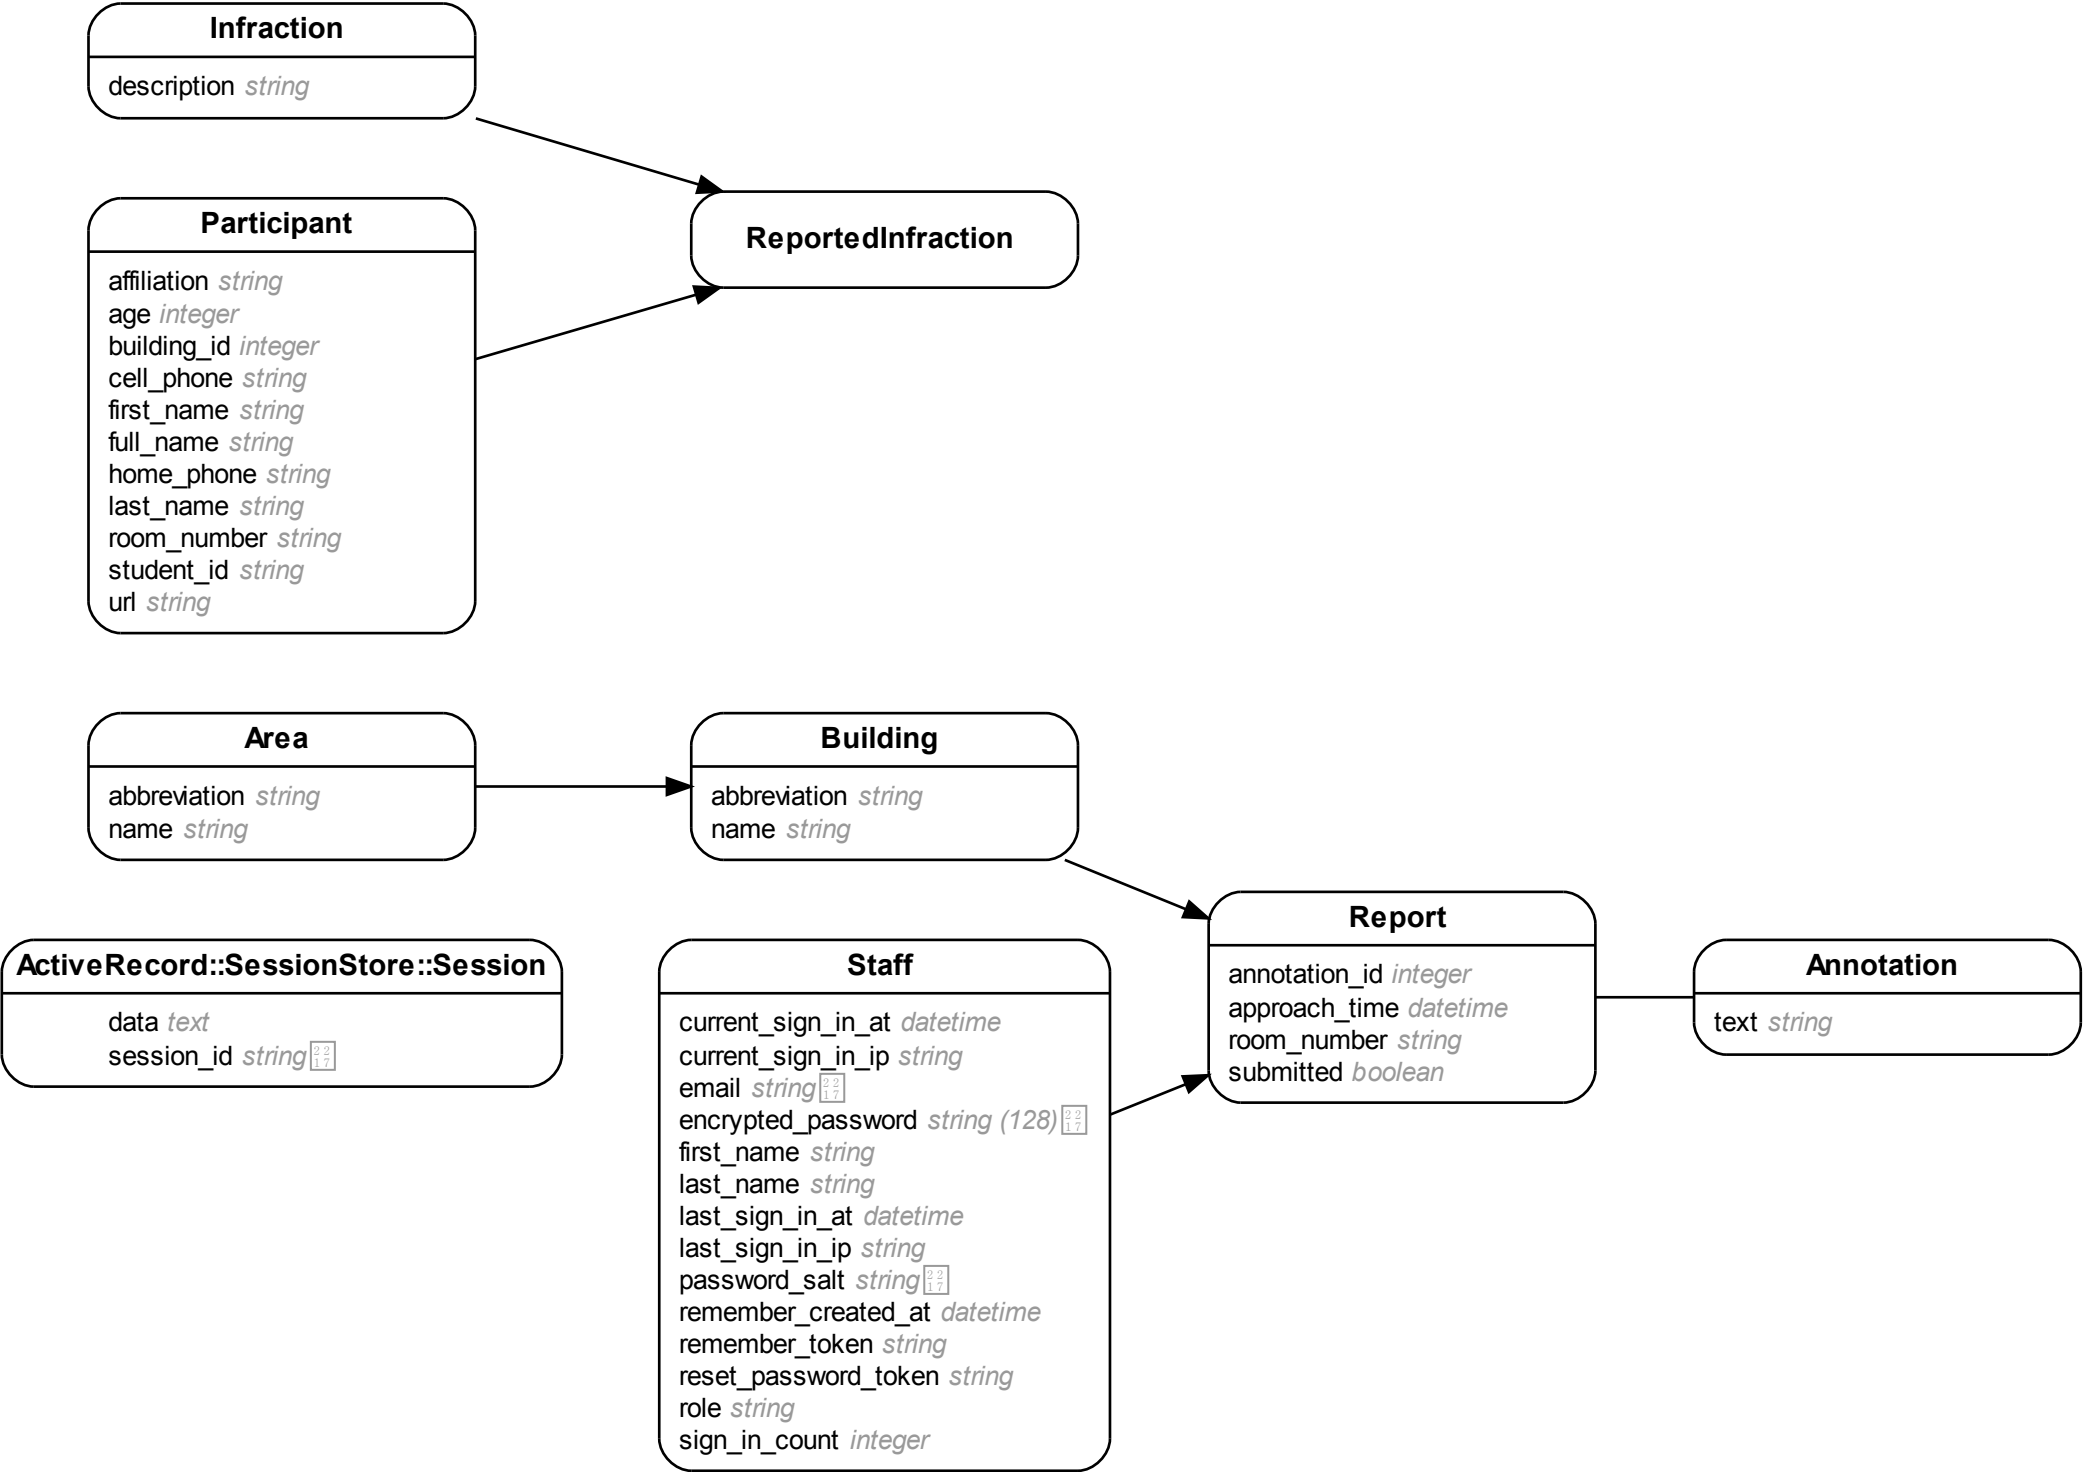 Infraction
description string
Participant
affiliation string
age integer
building_id integer
cell_phone string
first_name string
full_name string
home_phone string
last_name string
room_number string
student_id string
url string
ReportedInfraction
Area
abbreviation string
name string
Building
abbreviation string
name string
ActiveRecord::SessionStore::Session
data text
session_id string
Staff
current_sign_in_at datetime
current_sign_in_ip string
email string
encrypted_password string (128)
first_name string
last_name string
last_sign_in_at datetime
last_sign_in_ip string
password_salt string
remember_created_at datetime
remember_token string
reset_password_token string
role string
sign_in_count integer
Report
annotation_id integer
approach_time datetime
room_number string
submitted boolean
Annotation
text string